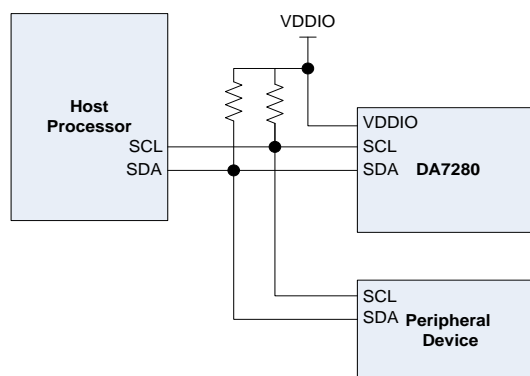 VDDIO
Host
Processor
SCL
SDA
VDDIO
SCL
SDA
DA7280
SCL
SDA
Peripheral
Device